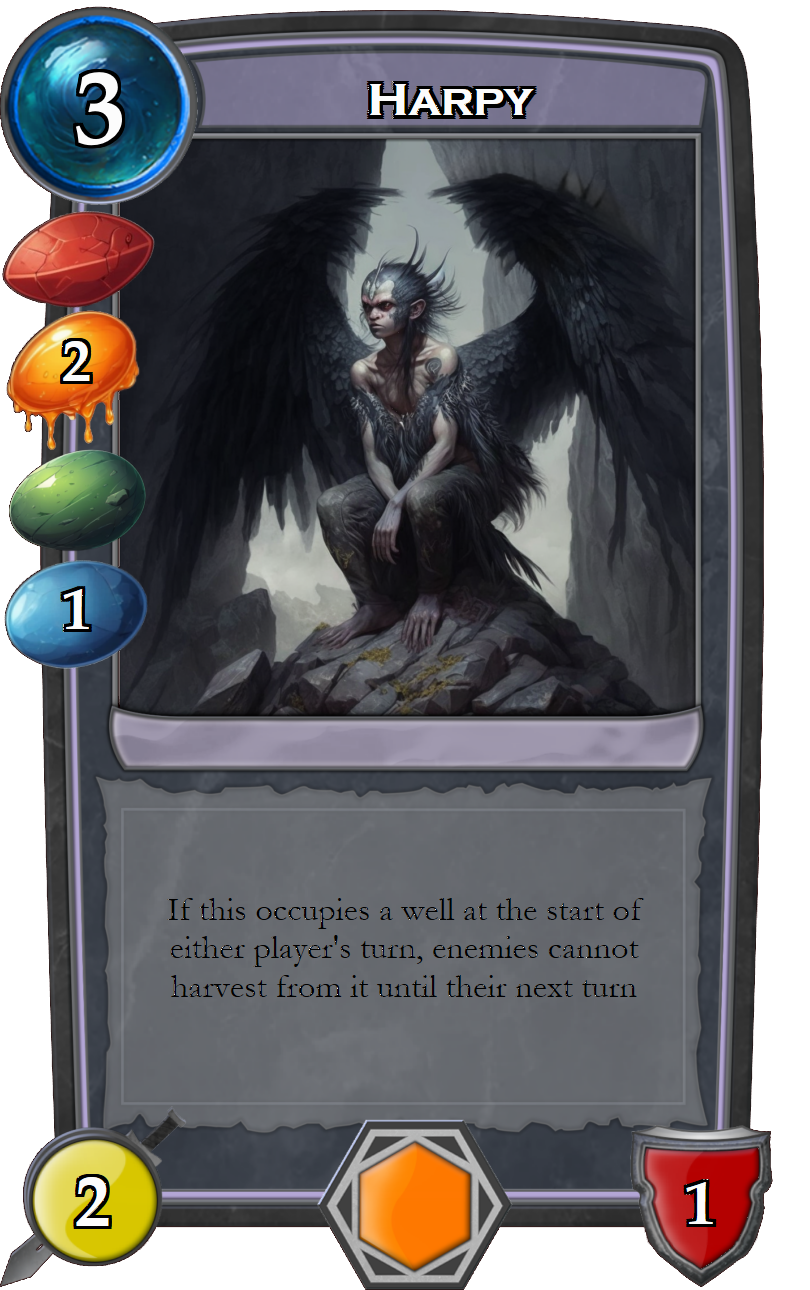 3
HARPY
2
1
If this occupies a well at the start of
either player's turn, enemies cannot
harvest from it until their next turn
2
1